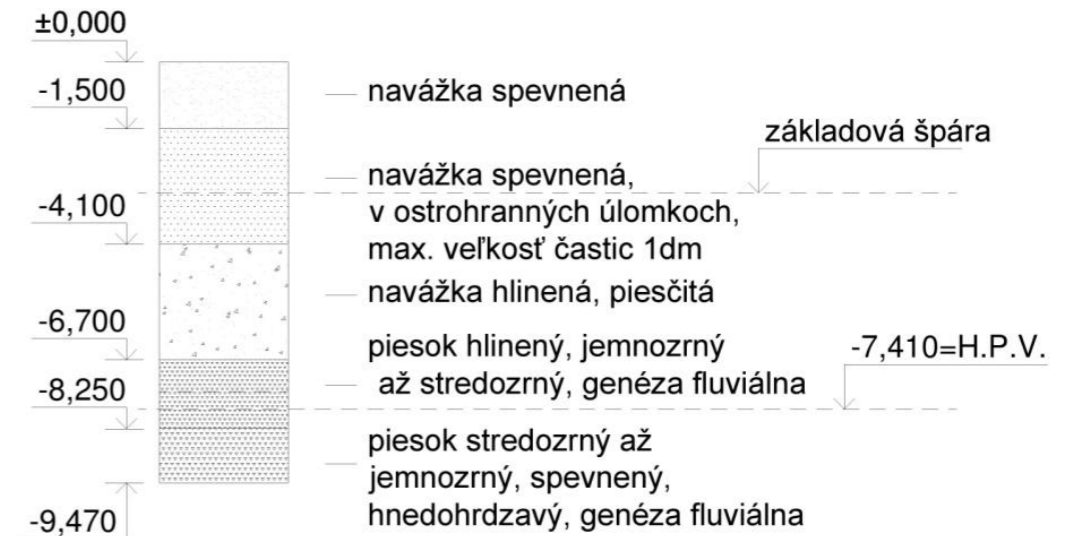 ±0,000
-1,500
navážka spevnená
základová špára
navážka spevnená,
v ostrohranných úlomkoch,
max. veľkosť častic 1dm
-4,100
navážka hlinená, piesčitá
-6,700
piesok hlinený, jemnozrný
až stredozrný, genéza fluviálna
-7,410=H.P.V.
-8,250
piesok stredozrný až
jemnozrný, spevnený,
hnedohrdzavý, genéza fluviálna
-9,470